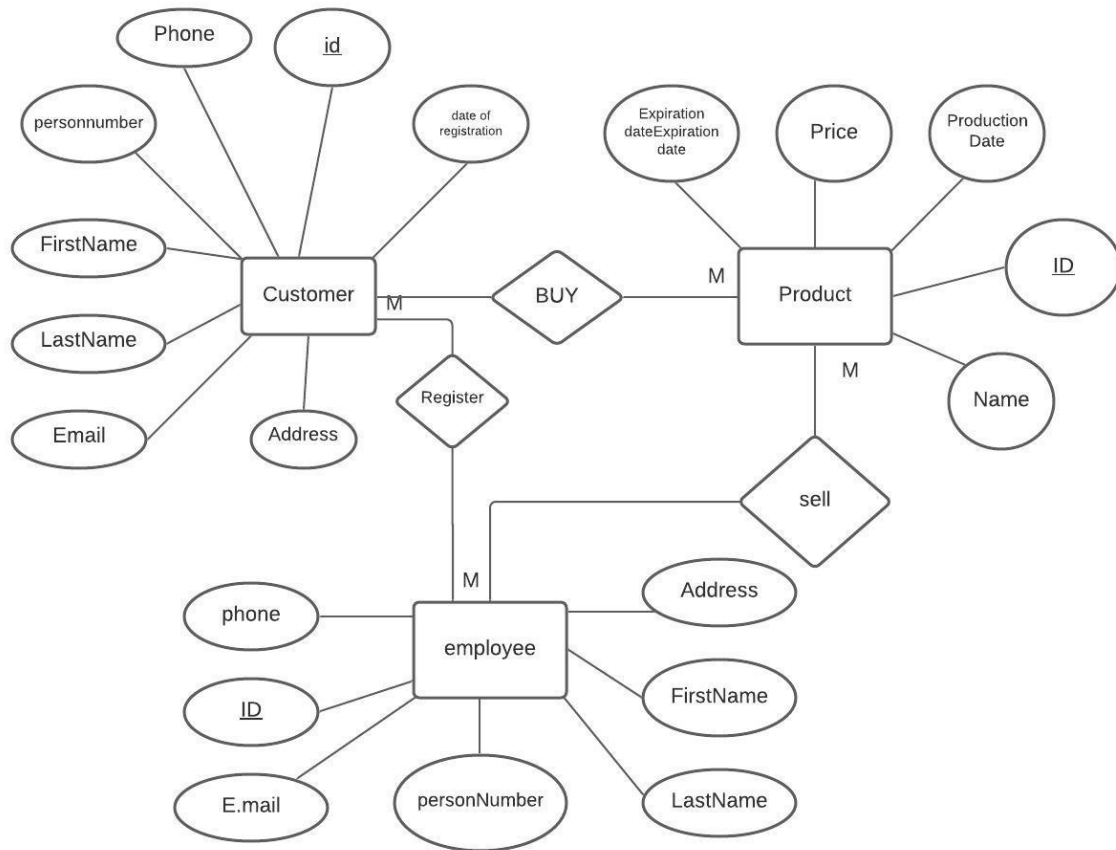 Phone
id
personnumber
date of
registration
Expiration
dateExpiration
date
Price
Production
Date
FirstName
ID
M
BUY
M
Customer
Product
LastName
M
Register
Name
Email
Address
sell
M
Address
phone
employee
FirstName
ID
E.mail
personNumber
LastName